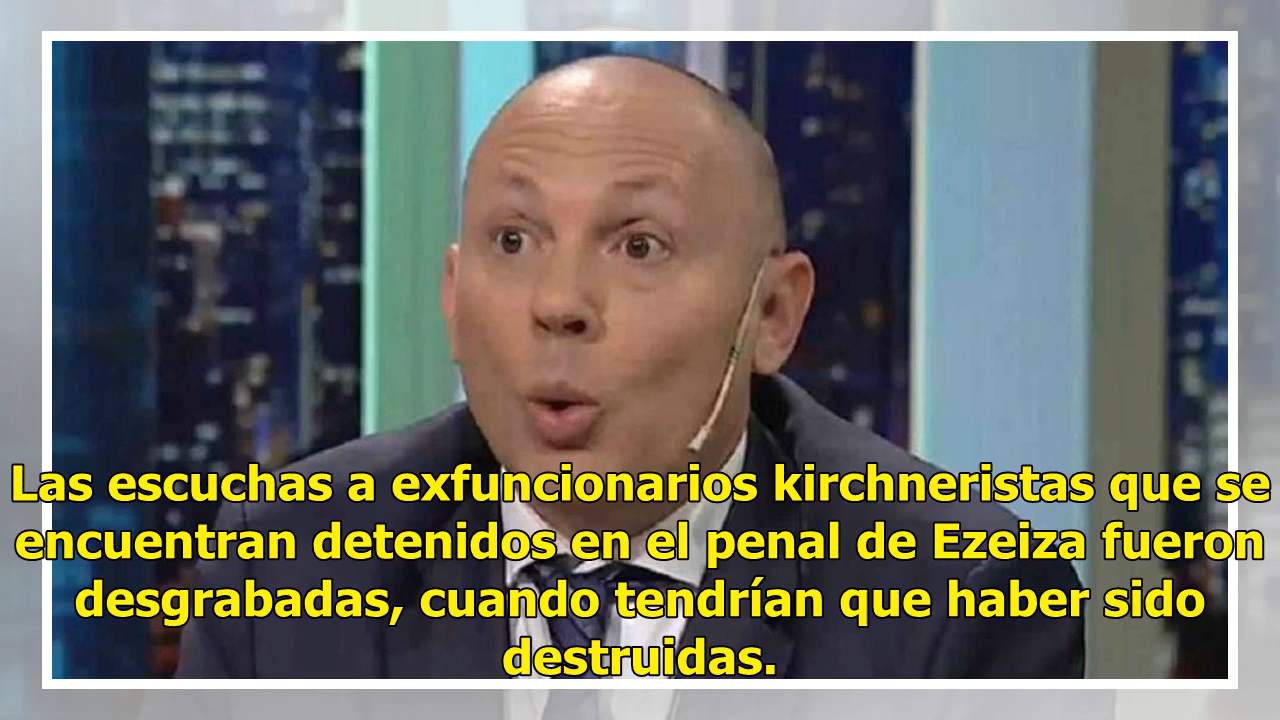 Las escuchas a exfuncionarios kirchneristas que se
encuentran detenidos en el penal de Ezeiza fueron
desgrabadas, cuando tendrían que haber sido
destruidas.